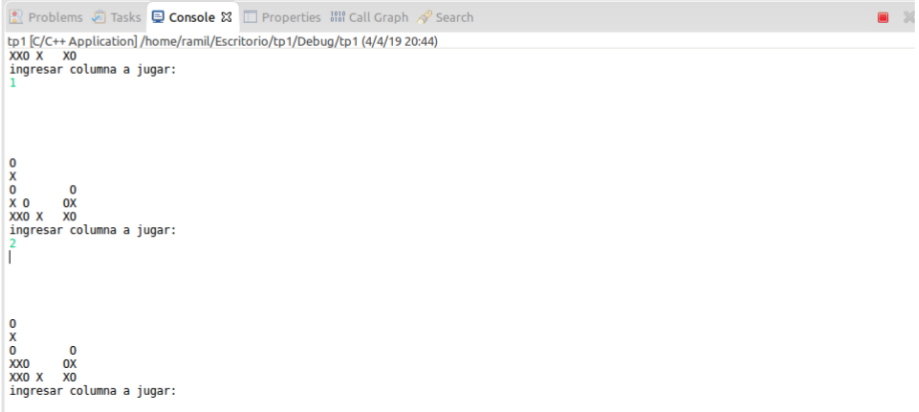 Problems Tasks Console Properties Call Graph Search
tp1 [C/C++ Application] /home/ramil/Escritorio/tp1/Debug/tp1 (4/4/19 20:44)
XXO X   XO
ingresar columna a jugar:
1
O
X
O        O
X O     OX
XXO X   XO
ingresar columna a jugar:
2
O
X
O        O
XXO     OX
XXO X   XO
ingresar columna a jugar: